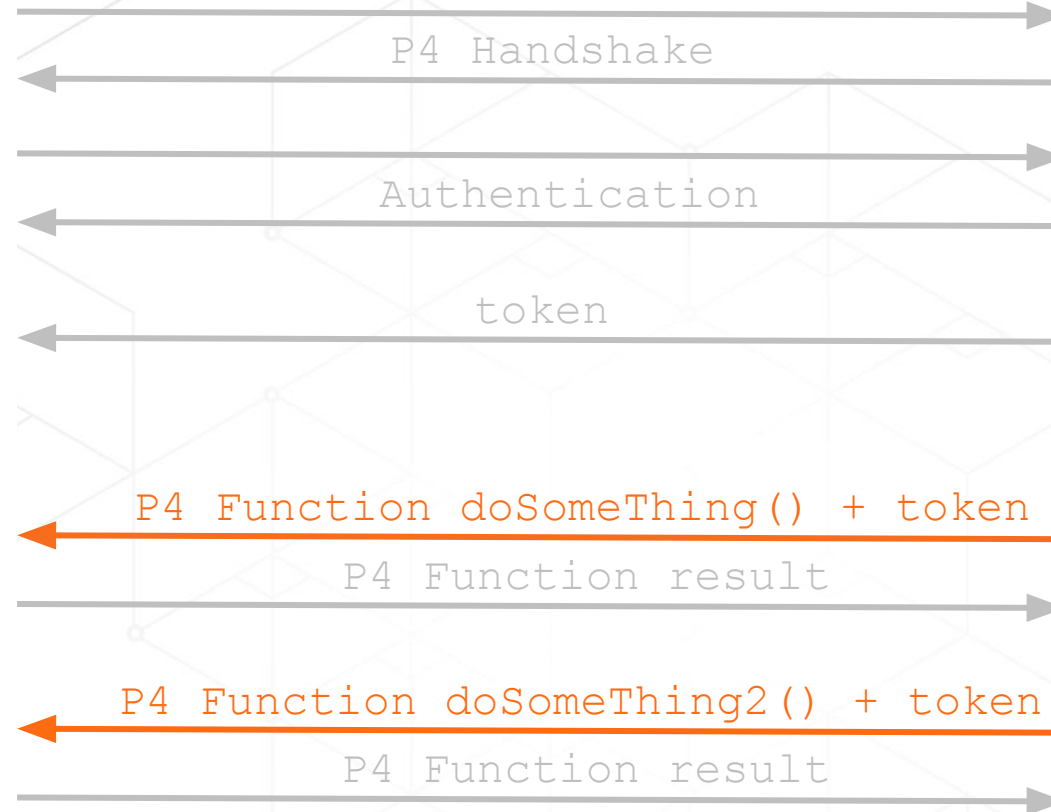 P4 Handshake
Authentication
token
P4 Function doSomeThing() + token
P4 Function result
P4 Function doSomeThing2() + token
P4 Function result